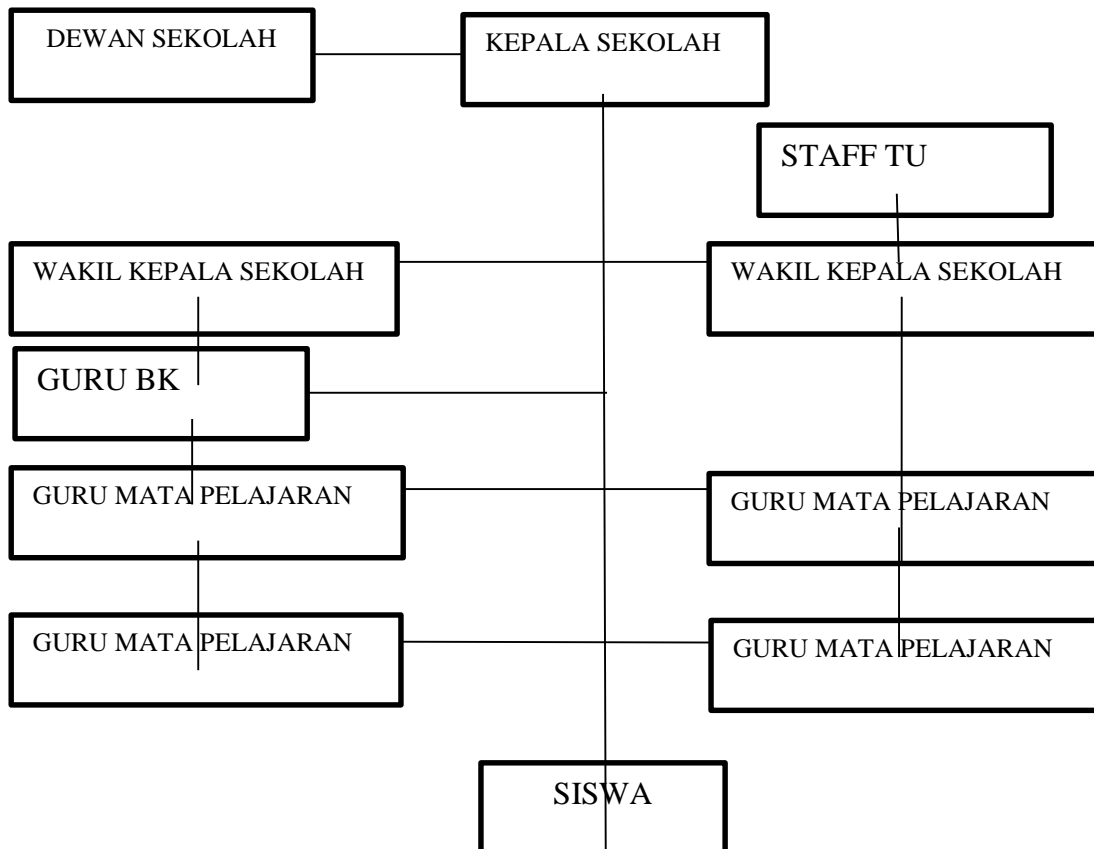 DEWAN SEKOLAH
KEPALA SEKOLAH
STAFF TU
WAKIL KEPALA SEKOLAH
WAKIL KEPALA SEKOLAH
GURU BK
GURU MATA PELAJARAN
GURU MATA PELAJARAN
GURU MATA PELAJARAN
GURU MATA PELAJARAN
SISWA